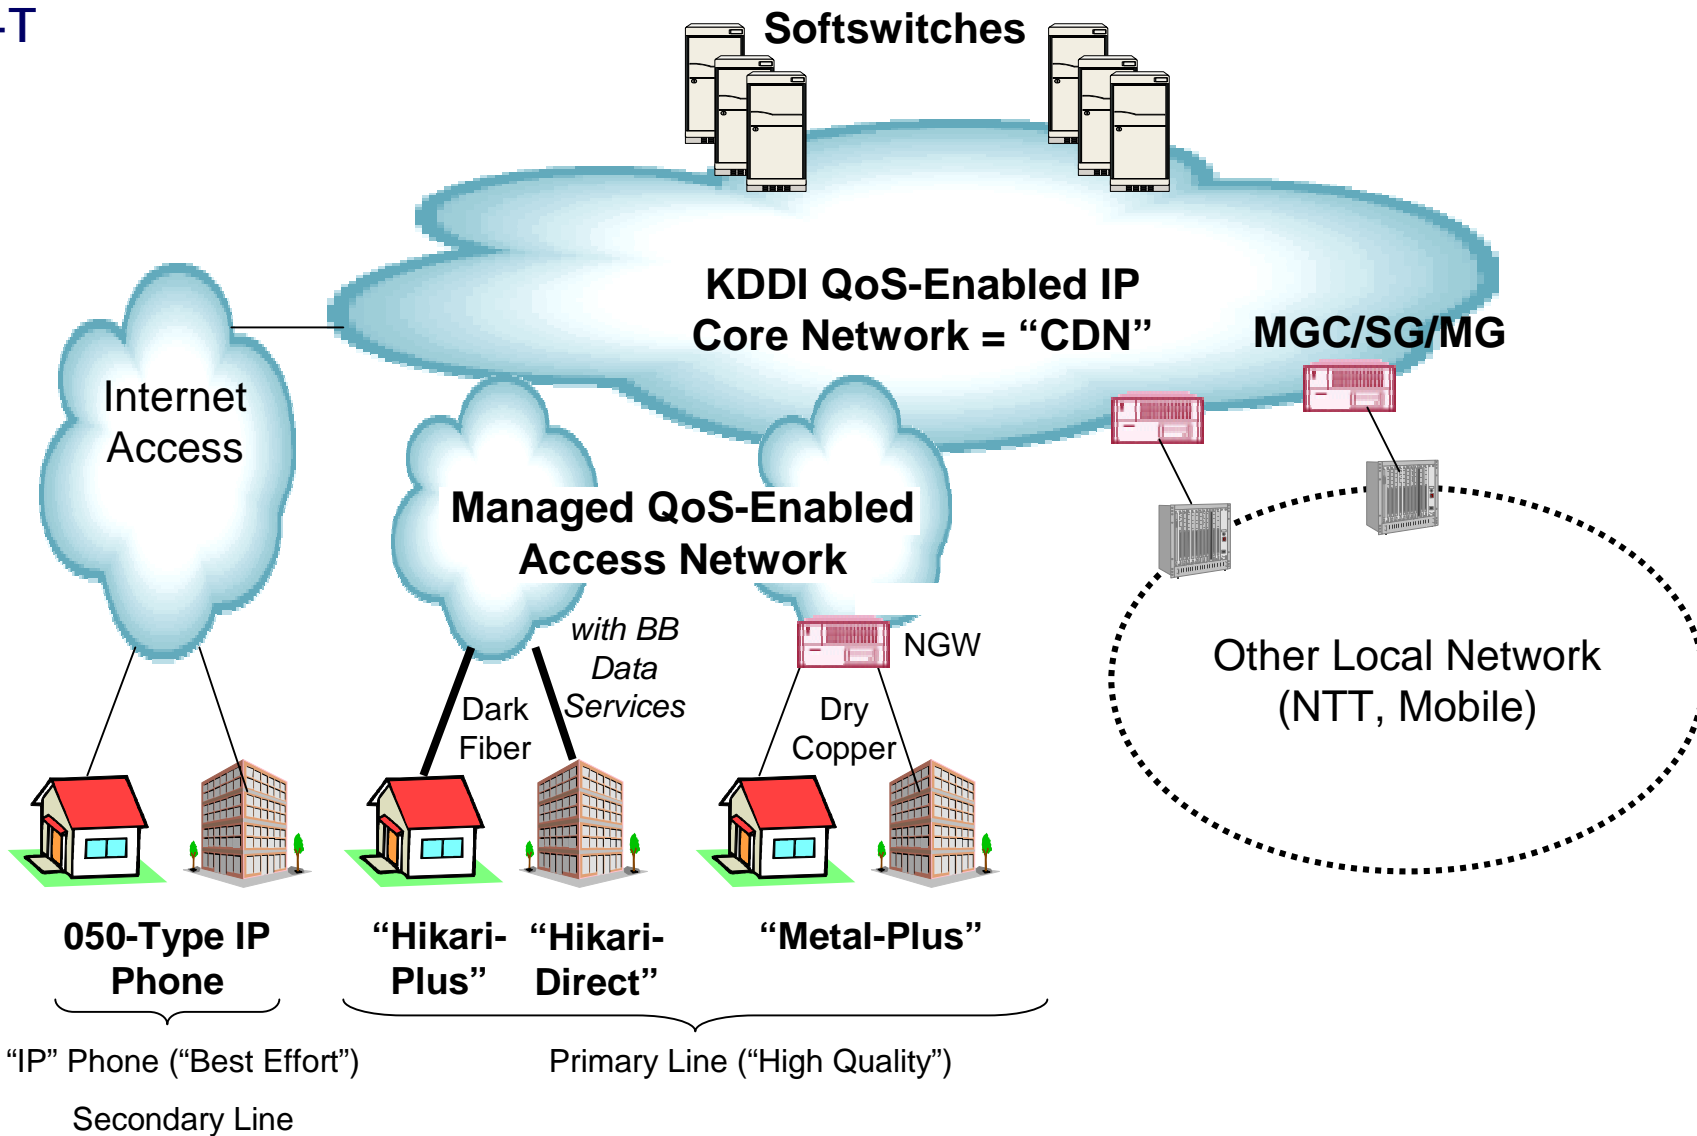 -T
Softswitches
KDDI QoS-Enabled IP
Core Network = “CDN”
MGC/SG/MG
Internet
Access
Managed QoS-Enabled
Access Network
with BB
Data
Services
NGW
Dark
Fiber
Dry
Copper
Other Local Network
(NTT, Mobile)
050-Type IP
Phone
“Hikari-
Plus”
“Hikari-
Direct”
“Metal-Plus”
“IP” Phone (“Best Effort”)
Secondary Line
Primary Line (“High Quality”)